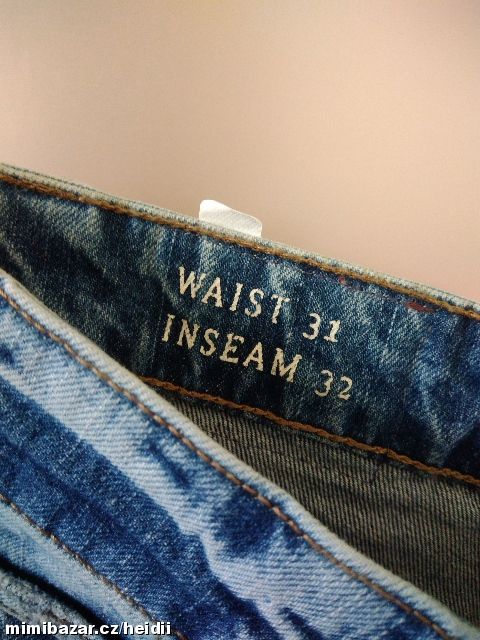 WAIST 31
INSEAM 32
mimibazar.cz/heidii